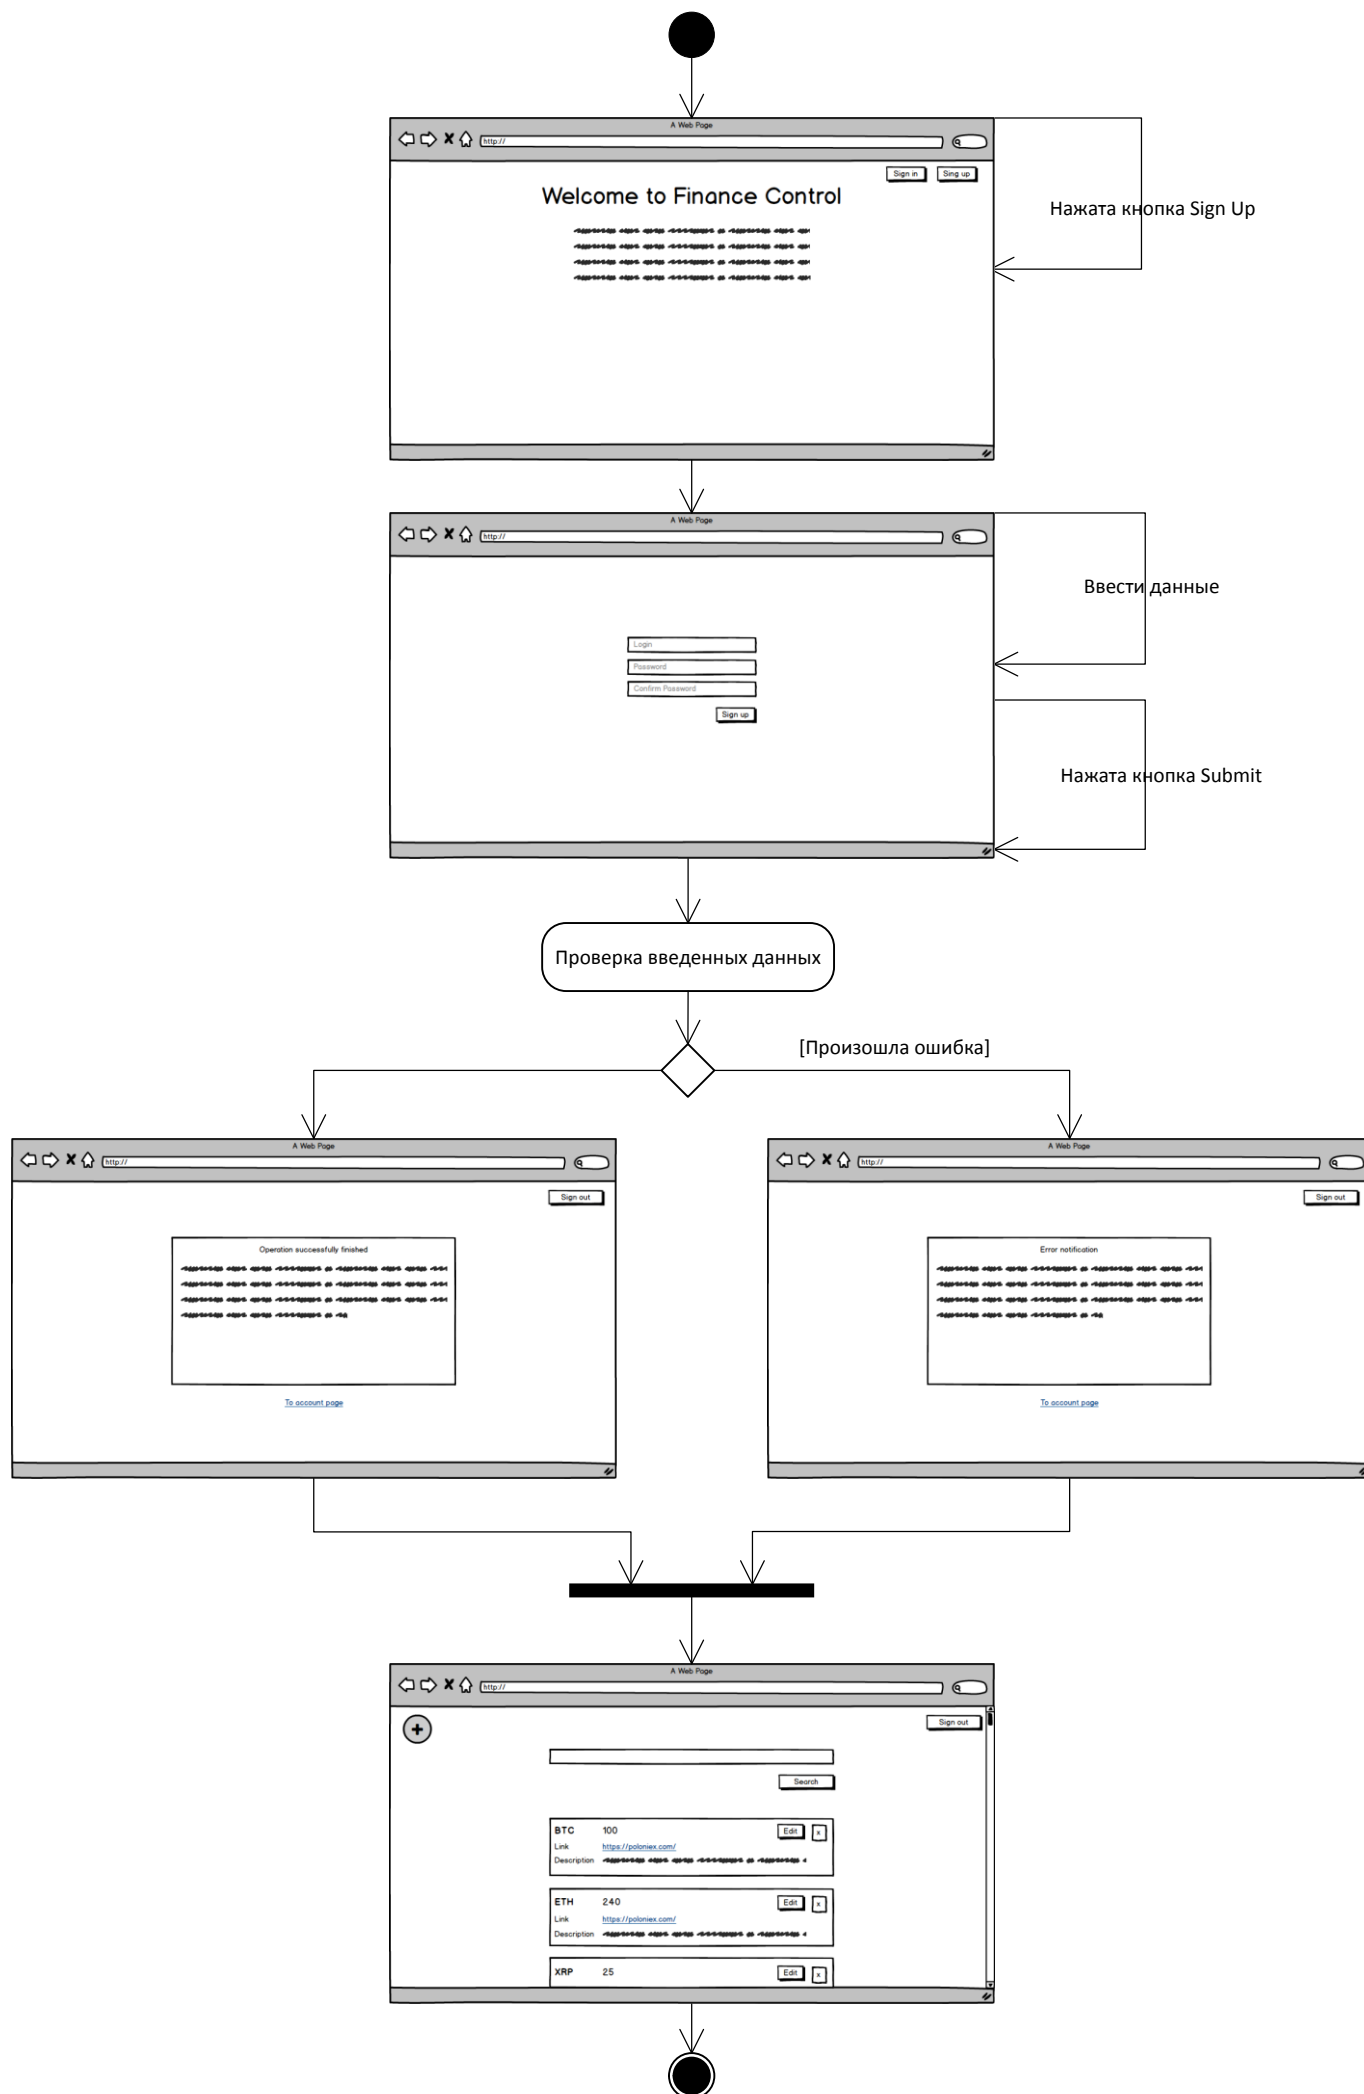 A Web Page
http://
Sign in
Sing up
Welcome to Finance Control
Нажата кнопка Sign Up
A Web Page
http://
Ввести данные
Login
Password
Confirm Password
Sign up
Нажата кнопка Submit
Проверка введенных данных
[Произошла ошибка]
A Web Page
http://
Sign out
Operation successfully finished
To account page
A Web Page
http://
Sign out
Error notification
To account page
A Web Page
http://
+
Sign out
Search
BTC 100 Edit x
Link https://poloniex.com/
Description
ETH 240 Edit x
Link https://poloniex.com/
Description
XRP 25 Edit x